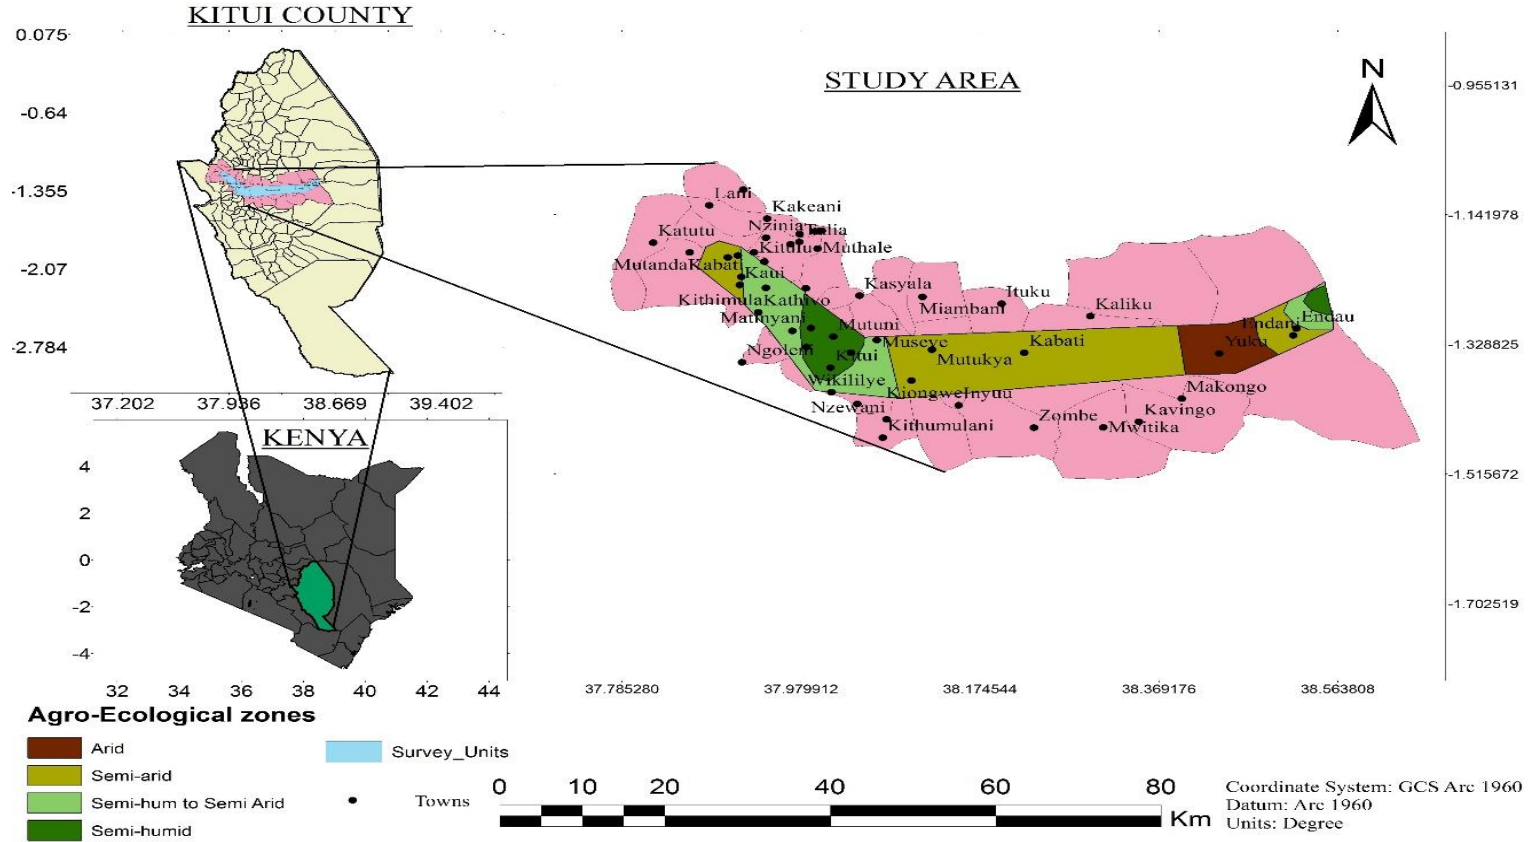 KITUI COUNTY
0.075
-0.64
-1.355
-2.07
-2.784
37.202 37.936 38.669 39.402
KENYA
4
2
0
-2
-4
32 34 36 38 40 42 44
STUDY AREA
N
-0.955131
-1.141978
-1.328825
-1.515672
-1.702519
37.785280 37.979912 38.174544 38.369176 38.563808
Lani
Kakeani
Katutu
Nzinia
Kitulu
Muthale
Mutanda
Kabati
Kaui
Kasyala
Ituku
Miambani
Kaliku
Kithimula
Kathivo
Matinyani
Mutuni
Endani
Endau
Museve
Kabati
Yuku
Ngoleni
Kitui
Mutukya
Wikililye
Makongo
Kiongwe
Inyuu
Nzewani
Kavingo
Zombe
Mwitika
Kithumulani
Agro-Ecological zones
Arid
Semi-arid
Semi-hum to Semi Arid
Semi-humid
Survey_Units
Towns
0 10 20 40 60 80
Km
Coordinate System: GCS Arc 1960
Datum: Arc 1960
Units: Degree